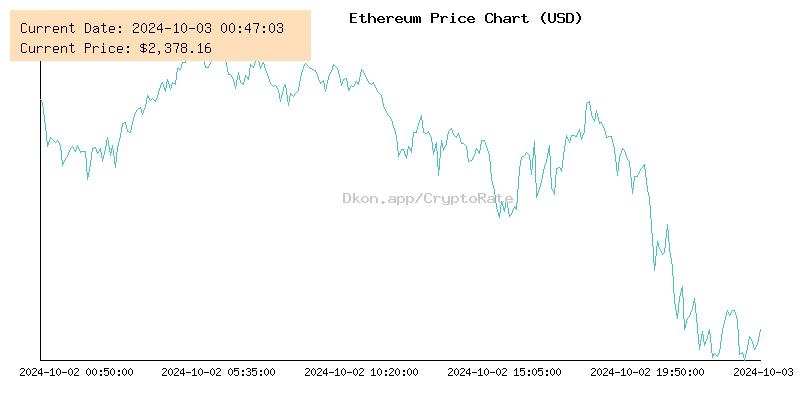 Ethereum Price Chart (USD)
Current Date: 2024-10-03 00:47:03
Current Price: $2,378.16
Dkon.app/CryptoRate
2024-10-02 00:50:00 2024-10-02 05:35:00 2024-10-02 10:20:00 2024-10-02 15:05:00 2024-10-02 19:50:00 2024-10-03